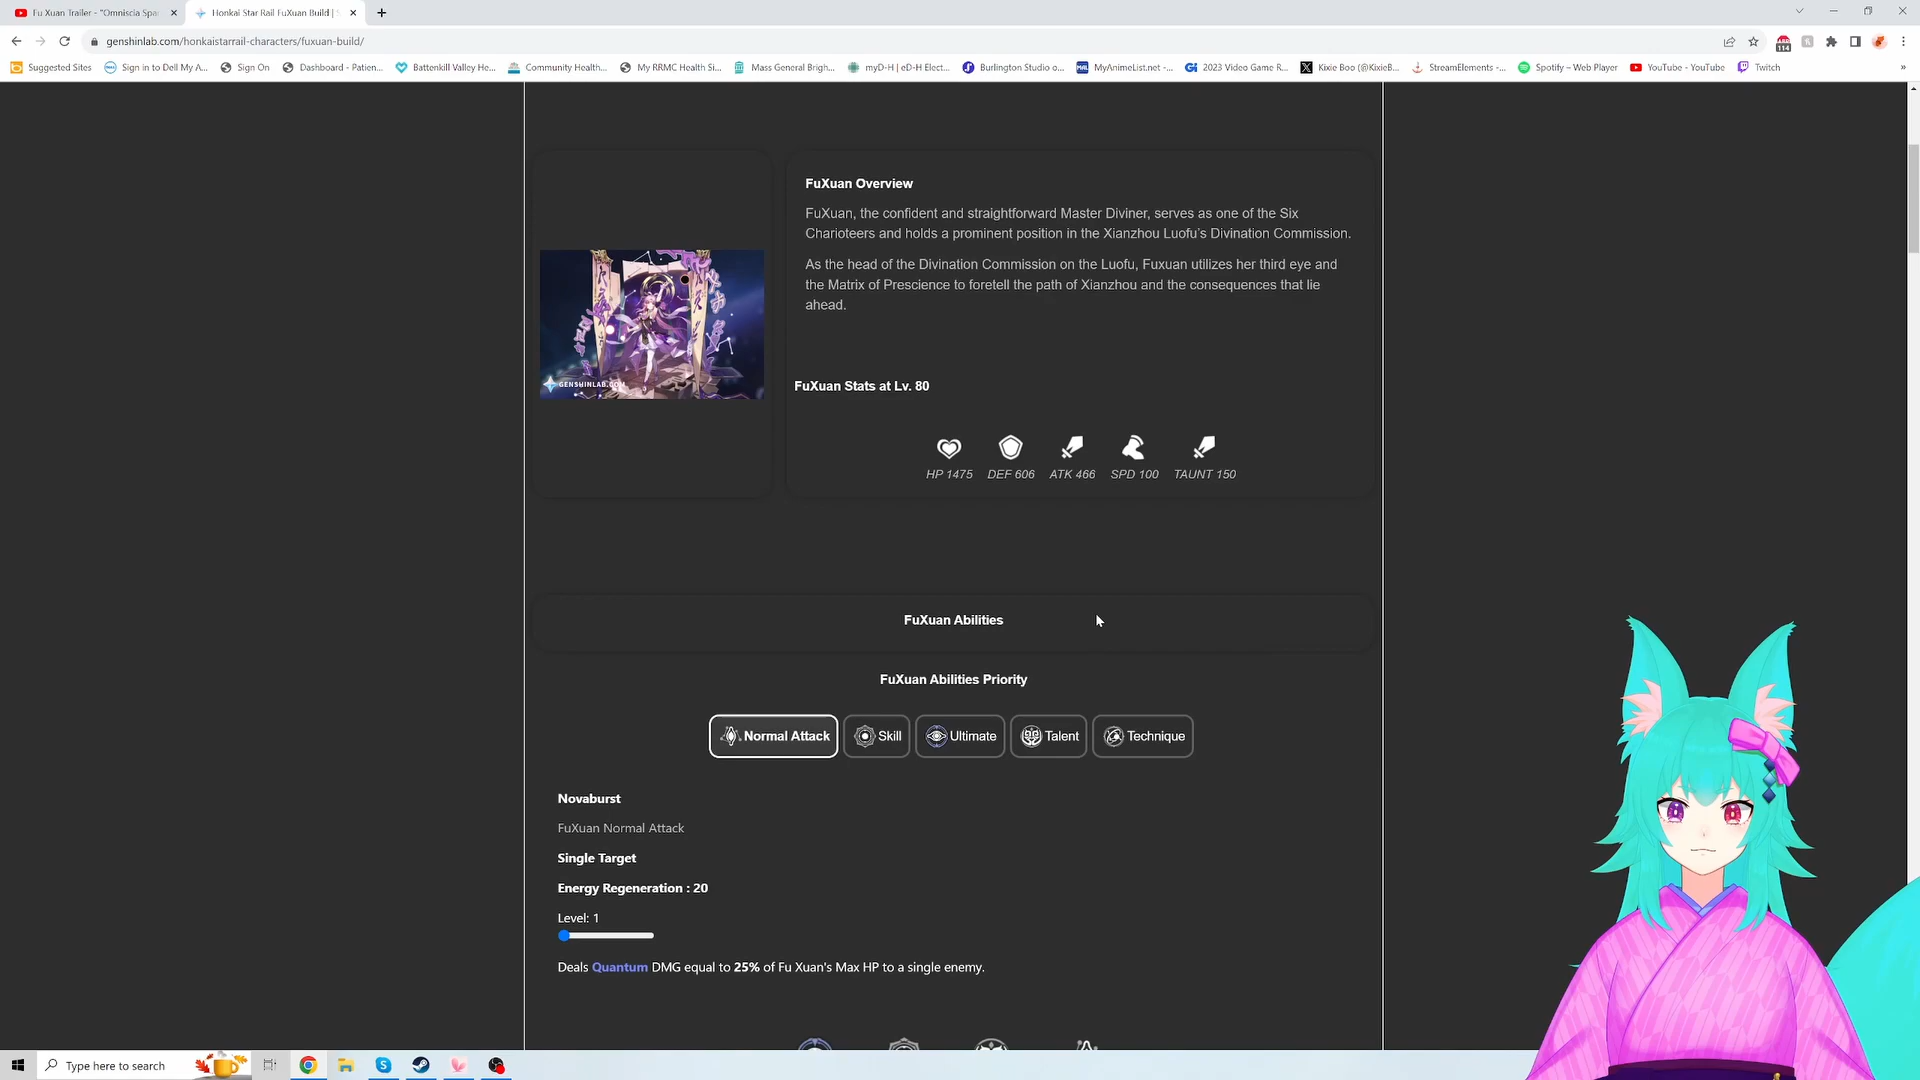 Fu Xuan Trailer - "Omniscia Spa
Honkai Star Rail FuXuan Build |
genshinlab.com/honkaistarrail-characters/fuxuan-build/
114
Suggested Sites
Sign in to Dell My A...
Sign On
Dashboard - Patien...
Battenkill Valley He...
Community Health...
My RRMC Health Si...
Mass General Brigh...
myD-H | eD-H Elect...
Burlington Studio o...
MyAnimeList.net -...
2023 Video Game R...
Kixie Boo (@KixieB...
StreamElements -...
Spotify – Web Player
YouTube - YouTube
Twitch
»
FuXuan Overview
FuXuan, the confident and straightforward Master Diviner, serves as one of the Six
Charioteers and holds a prominent position in the Xianzhou Luofu's Divination Commission.
As the head of the Divination Commission on the Luofu, Fuxuan utilizes her third eye and
the Matrix of Prescience to foretell the path of Xianzhou and the consequences that lie
ahead.
GENSHINLAB.COM
FuXuan Stats at Lv. 80
HP 1475
DEF 606
ATK 466
SPD 100
TAUNT 150
FuXuan Abilities
FuXuan Abilities Priority
Normal Attack
Skill
Ultimate
Talent
Technique
Novaburst
FuXuan Normal Attack
Single Target
Energy Regeneration : 20
Level: 1
Deals Quantum DMG equal to 25% of Fu Xuan's Max HP to a single enemy.
Type here to search